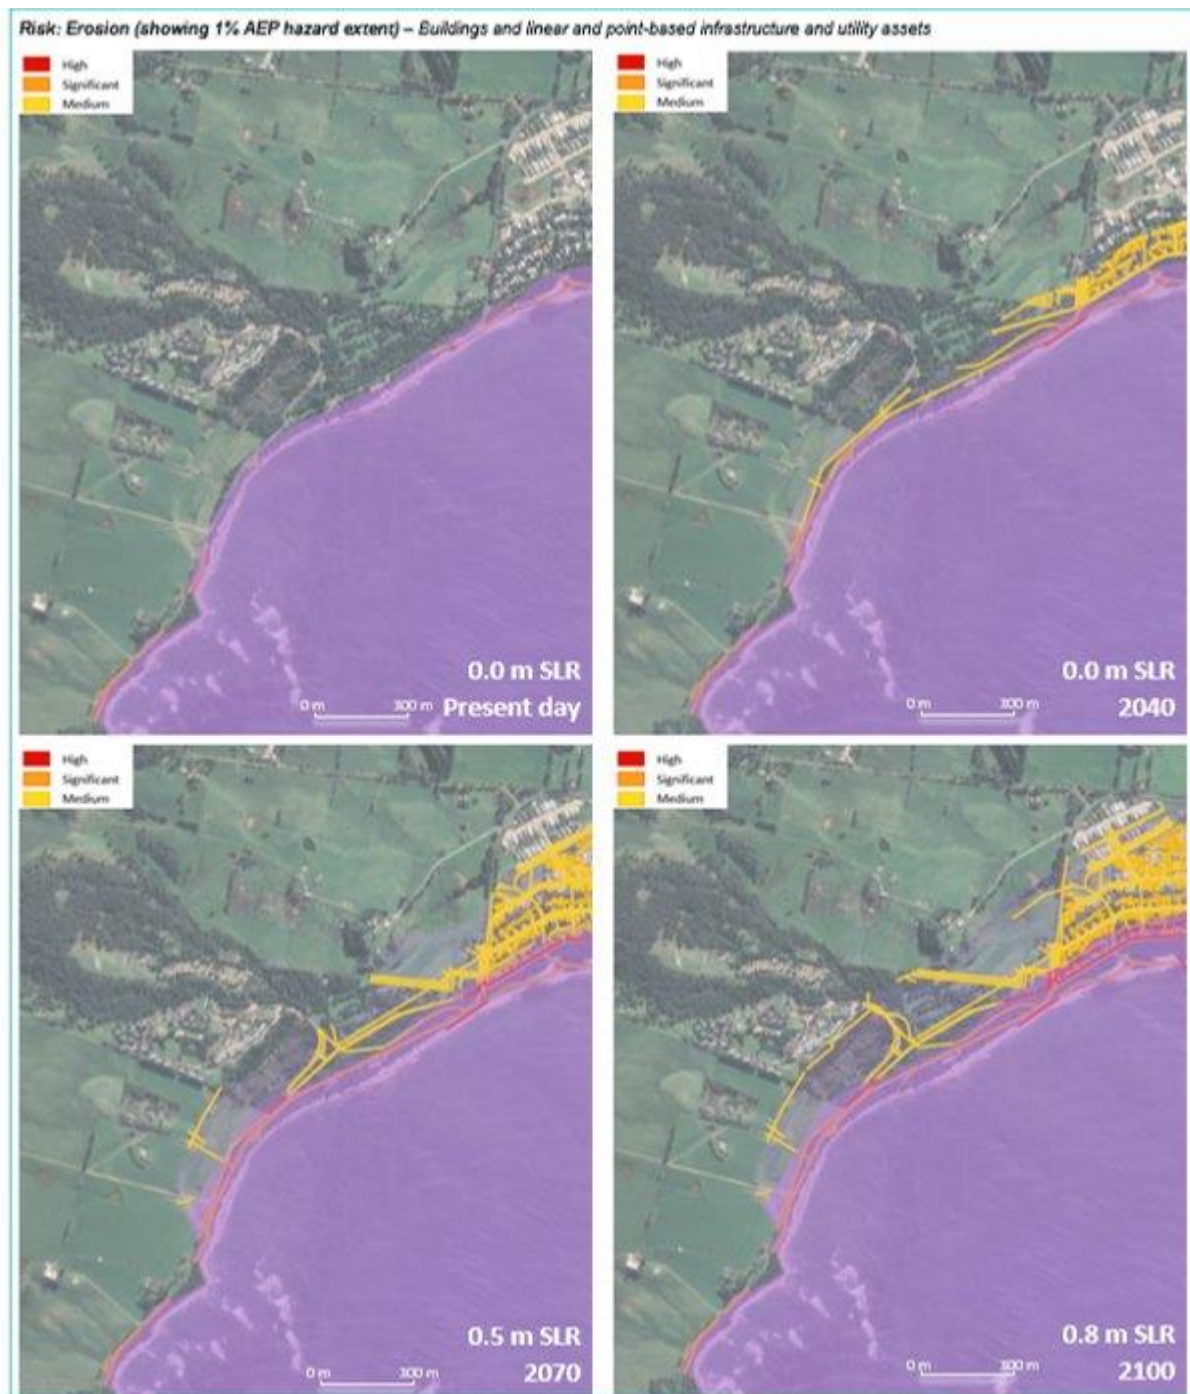 Risk: Erosion (showing 1% AEP hazard extent) – Buildings and linear and point-based infrastructure and utility assets
High
Significant
Medium
0.0 m SLR
0 m 300 m
Present day
High
Significant
Medium
0.0 m SLR
0 m 300 m
2040
High
Significant
Medium
0.5 m SLR
0 m 300 m
2070
High
Significant
Medium
0.8 m SLR
0 m 300 m
2100